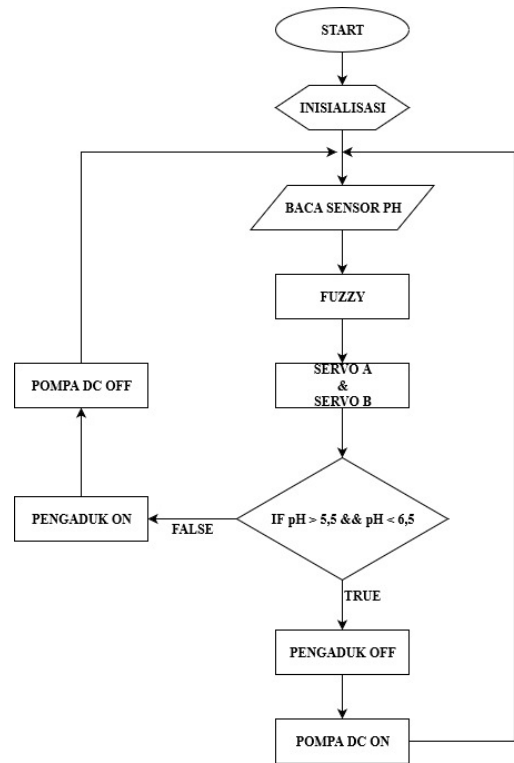 START
INISIALISASI
BACA SENSOR PH
FUZZY
SERVO A
&
SERVO B
POMPA DC OFF
PENGADUK ON
FALSE
IF pH > 5,5 && pH < 6,5
TRUE
PENGADUK OFF
POMPA DC ON